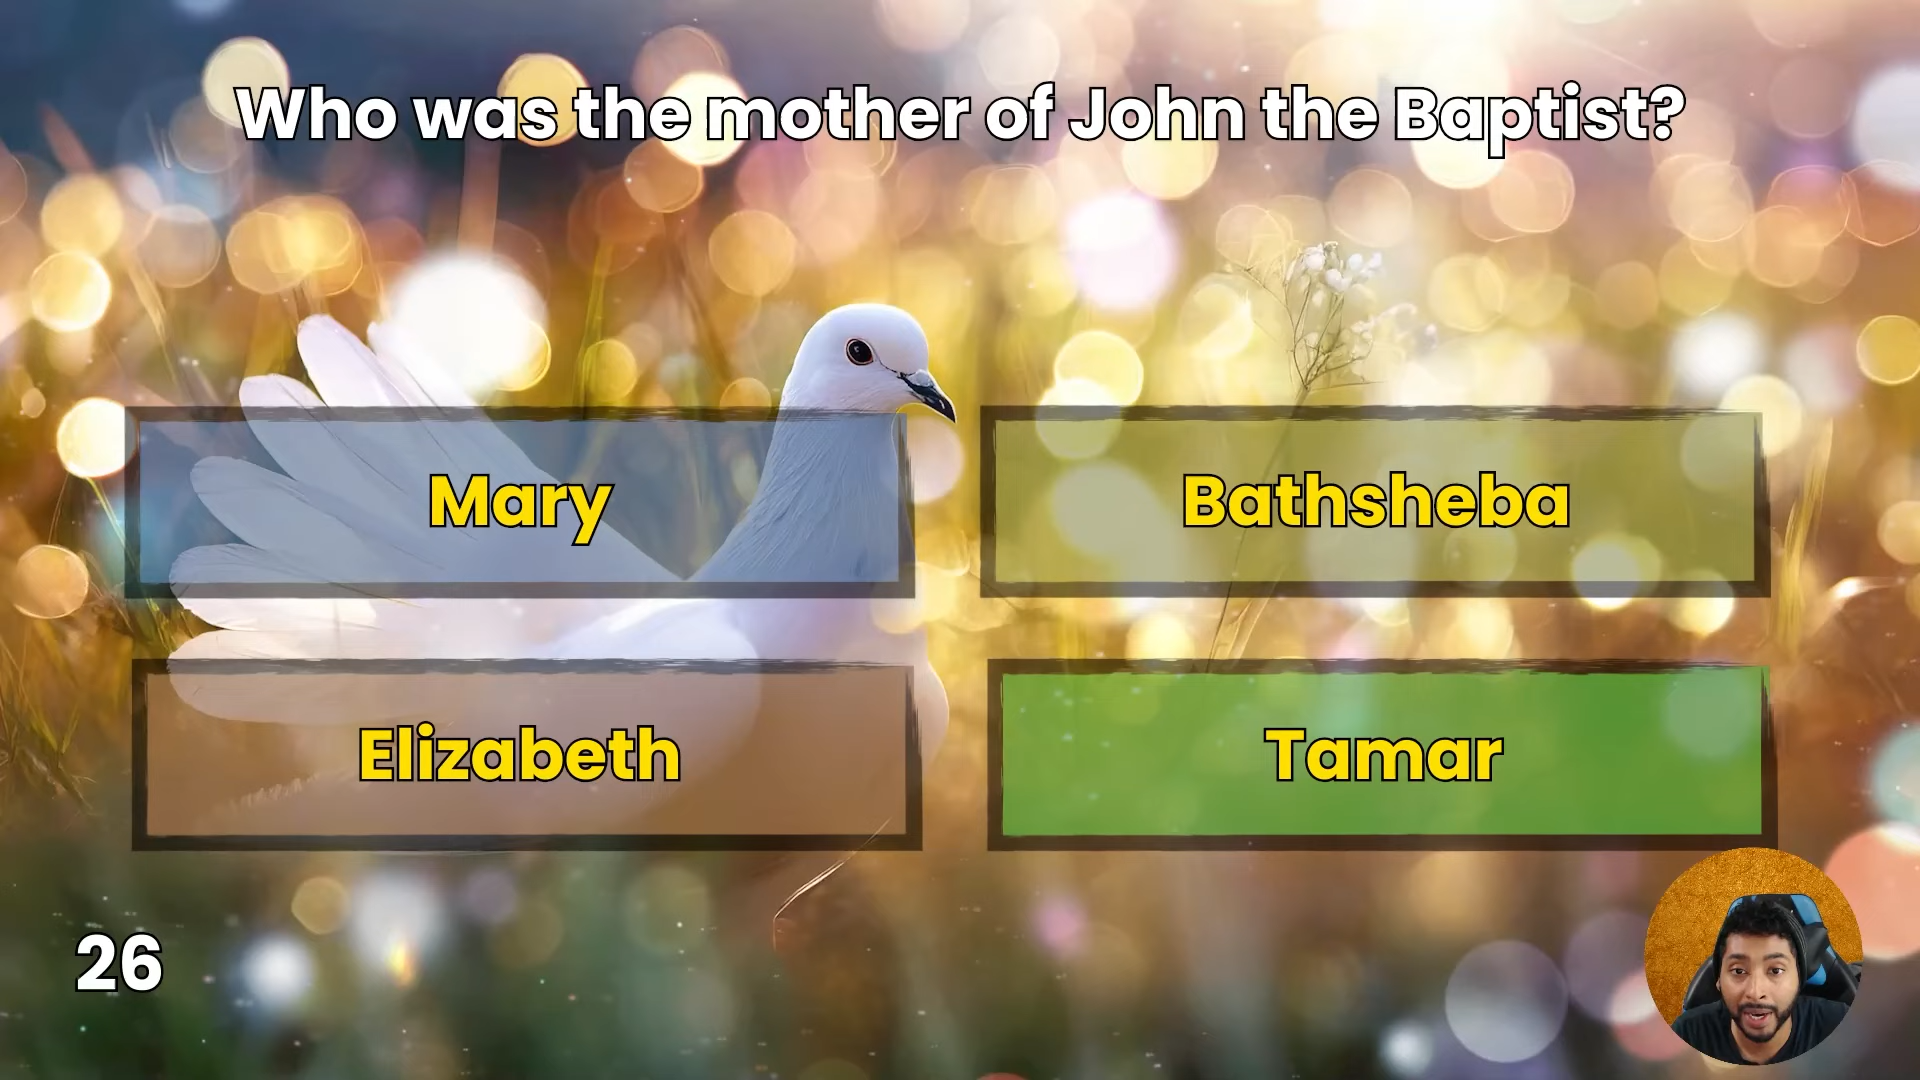 Who was the mother of John the Baptist?
Mary
Bathsheba
Elizabeth
Tamar
26